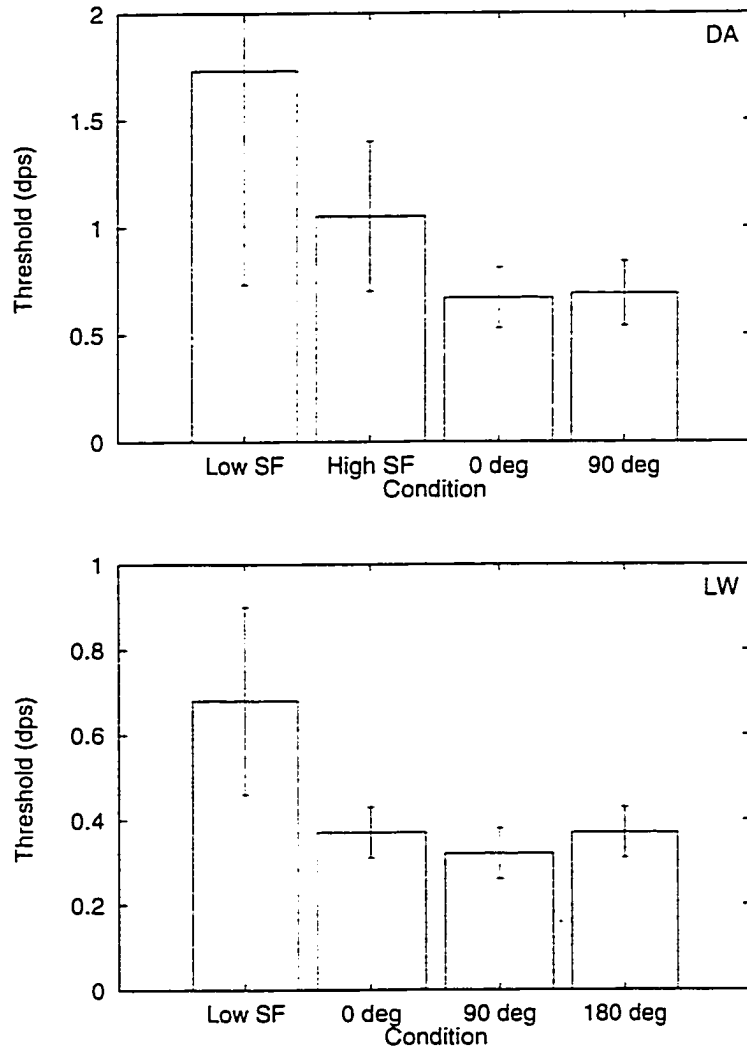 DA
2
1.5
1
0.5
0
Threshold (dps)
Low SF High SF 0 deg 90 deg
Condition
LW
1
0.8
0.6
0.4
0.2
0
Threshold (dps)
Low SF 0 deg 90 deg 180 deg
Condition